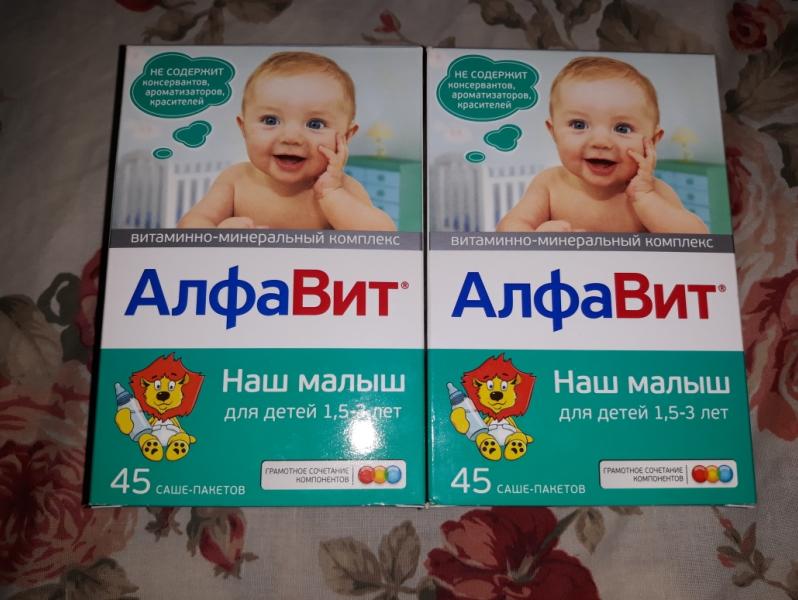 НЕ СОДЕРЖИТ
консервантов,
ароматизаторов,
красителей
витаминно-минеральный комплекс
АлфаВит®
Наш малыш
для детей 1,5-3 лет
45 САШЕ-ПАКЕТОВ
ГРАМОТНОЕ СОЧЕТАНИЕ
КОМПОНЕНТОВ
НЕ СОДЕРЖИТ
консервантов,
ароматизаторов,
красителей
витаминно-минеральный комплекс
АлфаВит®
Наш малыш
для детей 1,5-3 лет
45 САШЕ-ПАКЕТОВ
ГРАМОТНОЕ СОЧЕТАНИЕ
КОМПОНЕНТОВ